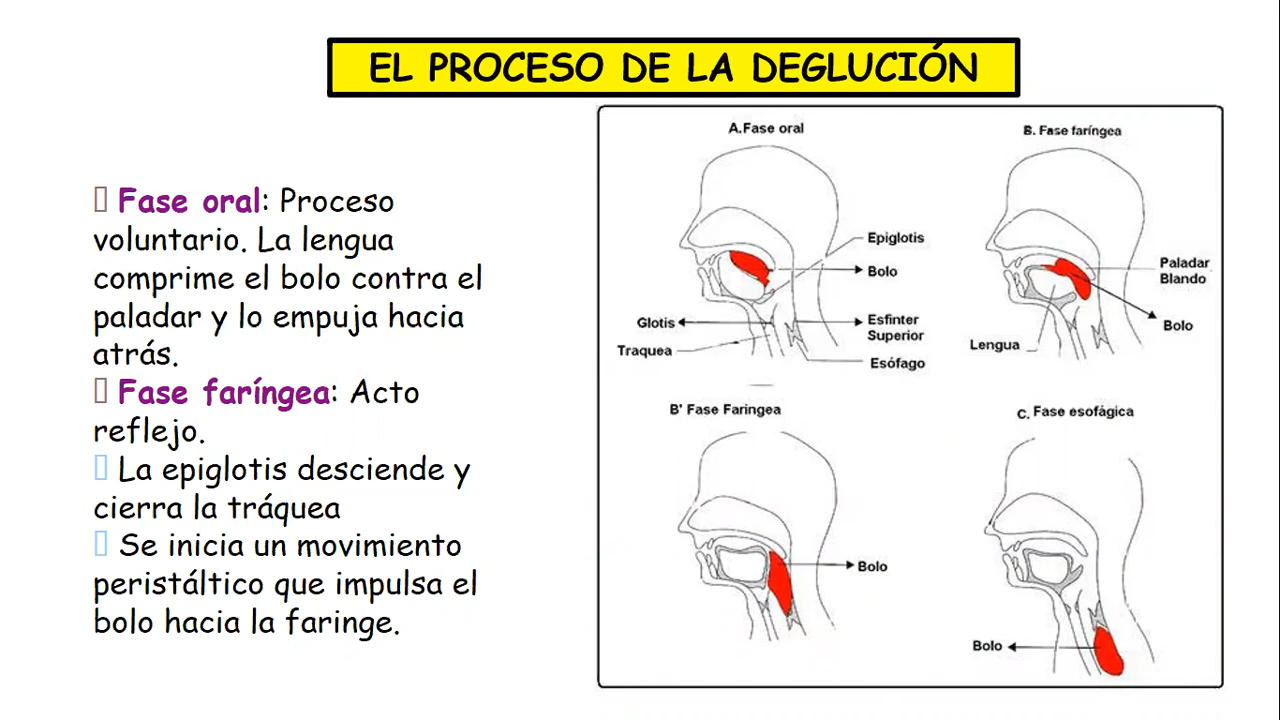 EL PROCESO DE LA DEGLUCIÓN
Fase oral: Proceso
voluntario. La lengua
comprime el bolo contra el
paladar y lo empuja hacia
atrás.
Fase faríngea: Acto
reflejo.
La epiglotis desciende y
cierra la tráquea
Se inicia un movimiento
peristáltico que impulsa el
bolo hacia la faringe.
A.Fase oral
Epiglotis
Bolo
Glotis
Esfinter
Superior
Traquea
Esófago
B. Fase faríngea
Paladar
Blando
Bolo
Lengua
B' Fase Faringea
Bolo
C. Fase esofágica
Bolo